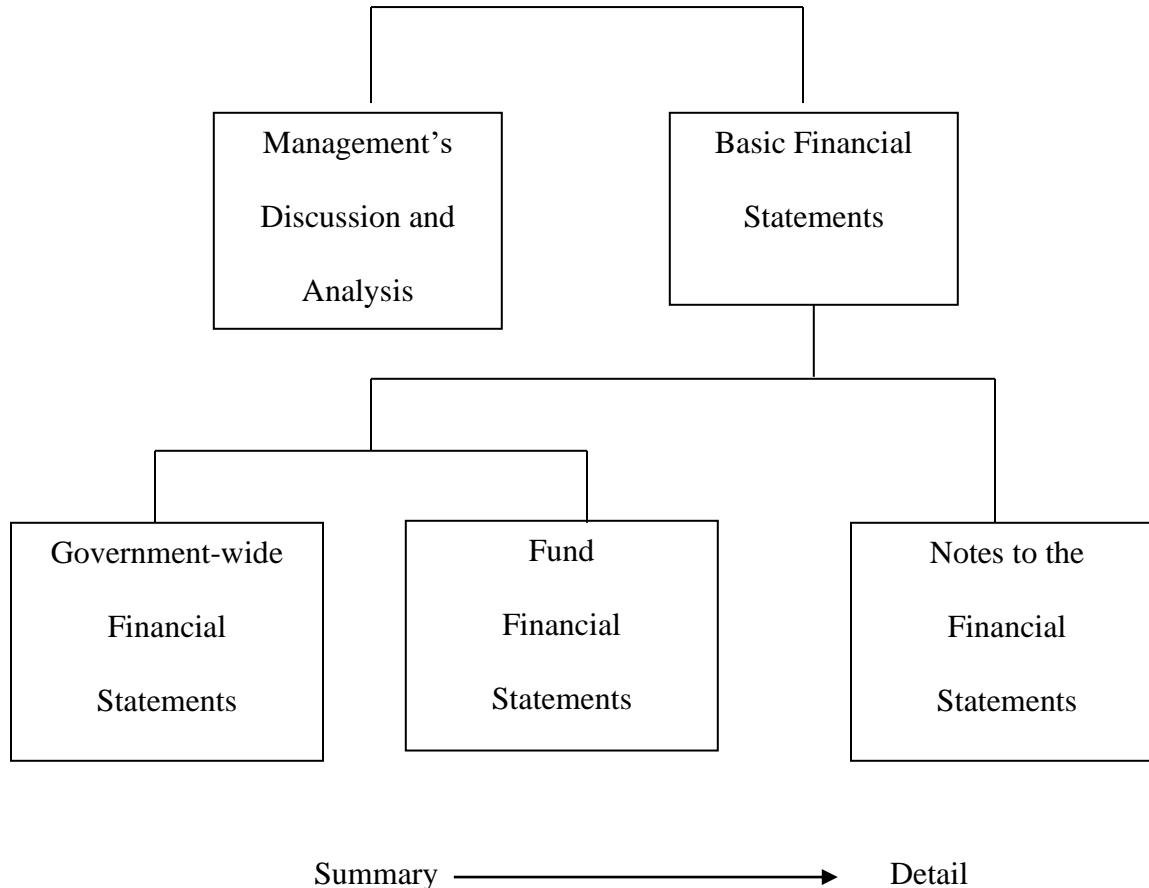 Management’s
Discussion and
Analysis
Basic Financial
Statements
Government-wide
Financial
Statements
Fund
Financial
Statements
Notes to the
Financial
Statements
Summary
Detail